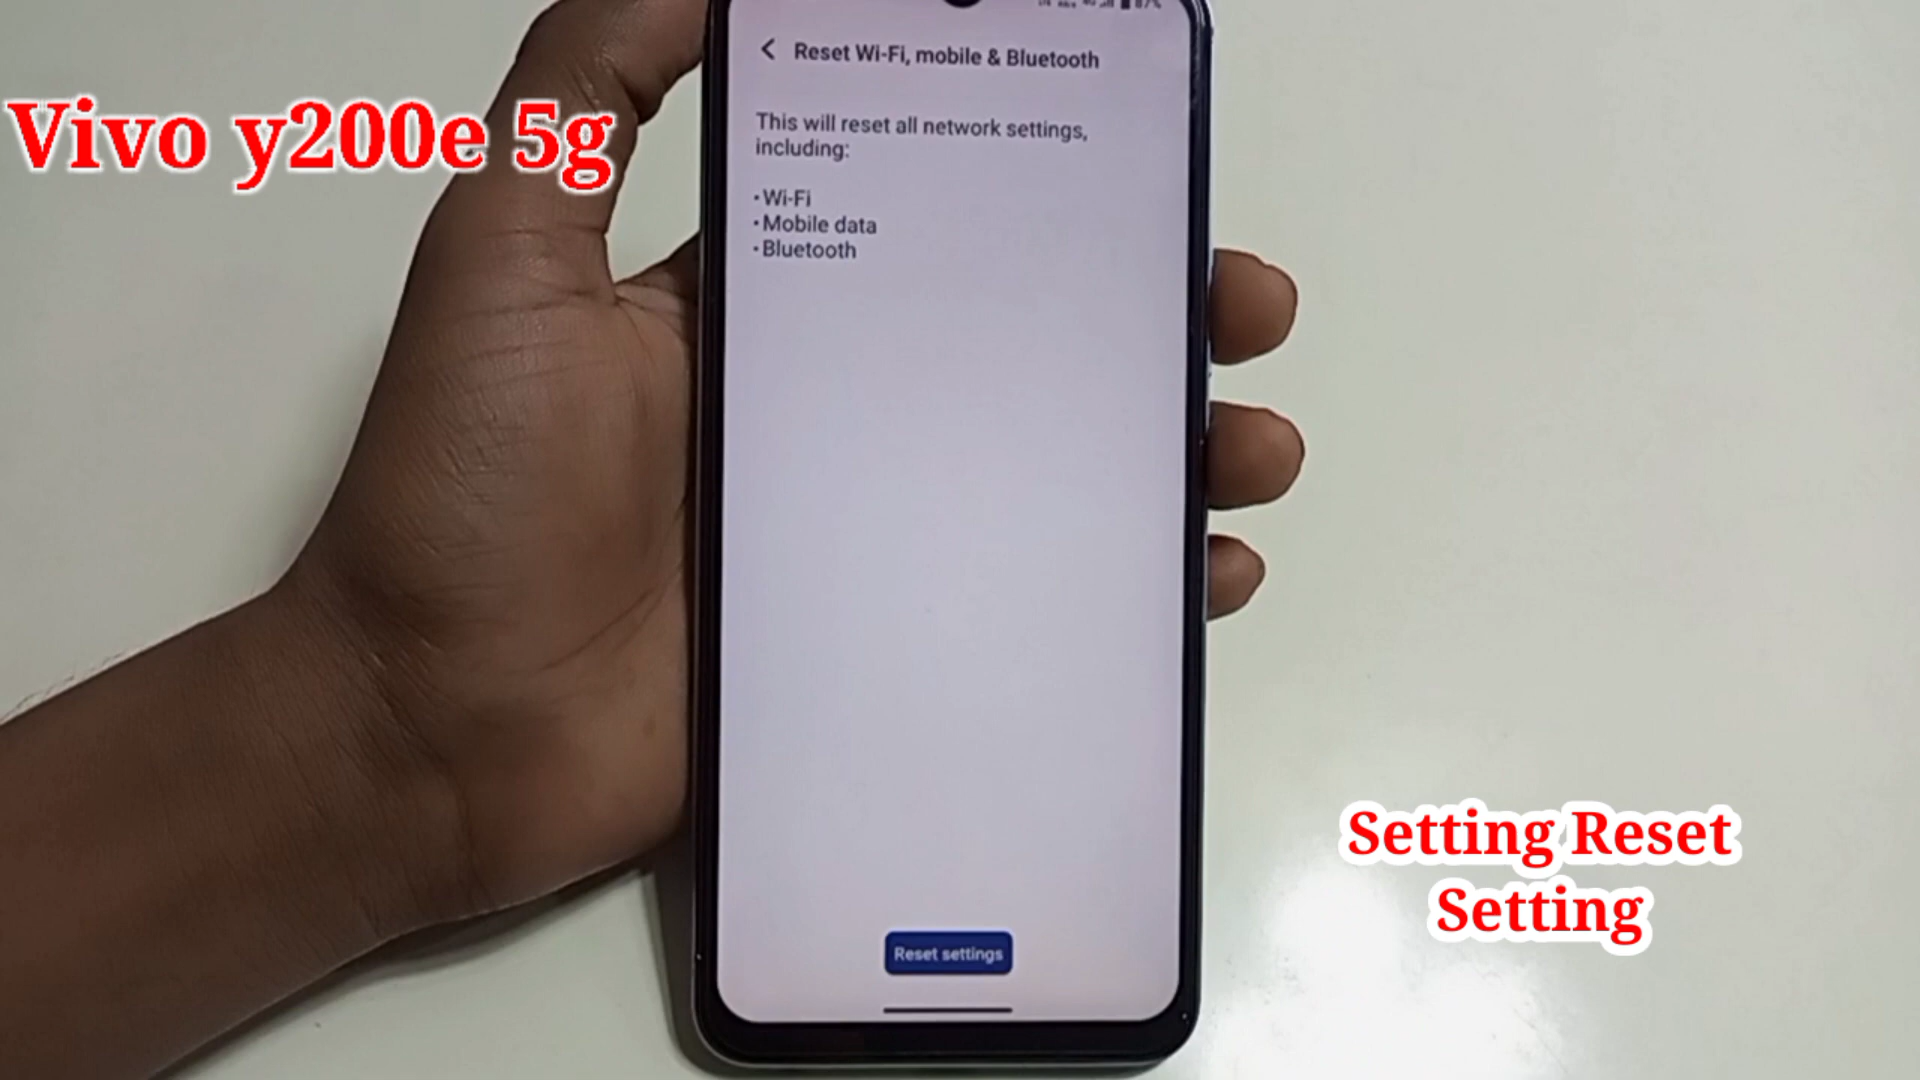 Reset Wi-Fi, mobile & Bluetooth
Vivo y200e 5g
This will reset all network settings,
including:
• Wi-Fi
• Mobile data
• Bluetooth
Setting Reset
Setting
Reset settings